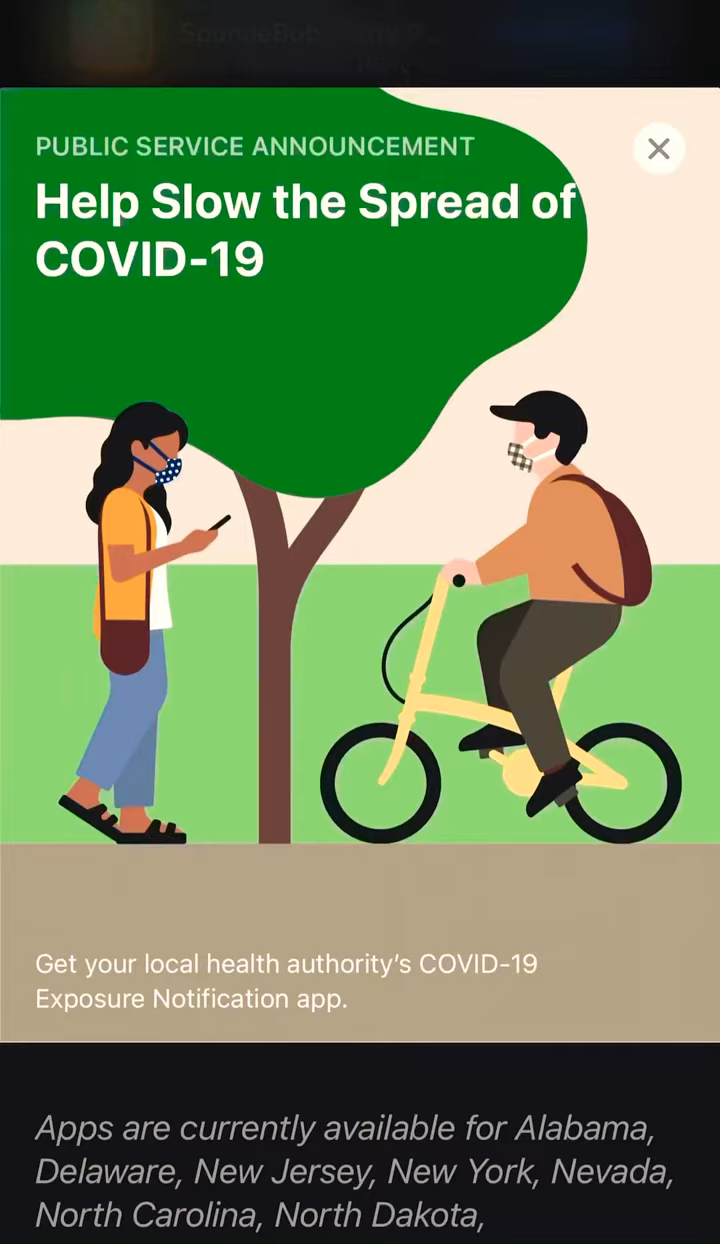 PUBLIC SERVICE ANNOUNCEMENT
Help Slow the Spread of
COVID-19
Get your local health authority’s COVID-19
Exposure Notification app.
Apps are currently available for Alabama,
Delaware, New Jersey, New York, Nevada,
North Carolina, North Dakota,